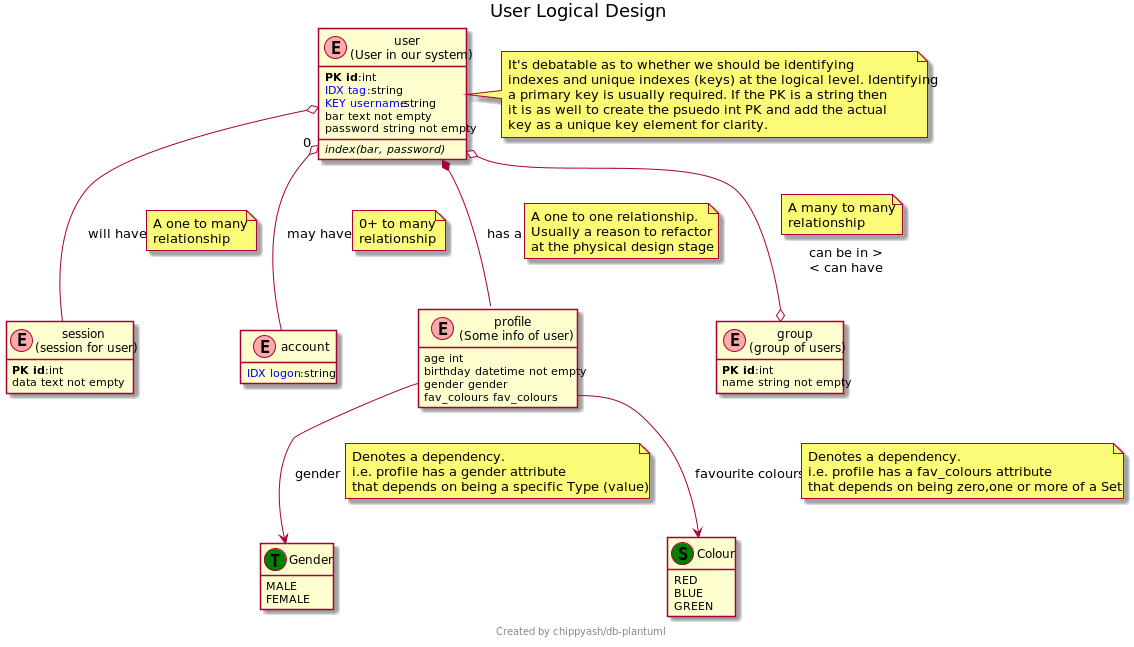 User Logical Design
E
user
(User in our system)
PK id:int
IDX tag:string
KEY username:string
bar text not empty
password string not empty
index(bar, password)
It's debatable as to whether we should be identifying
indexes and unique indexes (keys) at the logical level. Identifying
a primary key is usually required. If the PK is a string then
it is as well to create the psuedo int PK and add the actual
key as a unique key element for clarity.
0
will have
A one to many
relationship
may have
0+ to many
relationship
has a
A one to one relationship.
Usually a reason to refactor
at the physical design stage
A many to many
relationship
can be in >
< can have
E
session
(session for user)
PK id:int
data text not empty
E
account
IDX logon:string
E
profile
(Some info of user)
age int
birthday datetime not empty
gender gender
fav_colours fav_colours
E
group
(group of users)
PK id:int
name string not empty
gender
Denotes a dependency.
i.e. profile has a gender attribute
that depends on being a specific Type (value)
favourite colours
Denotes a dependency.
i.e. profile has a fav_colours attribute
that depends on being zero,one or more of a Set
T
Gender
MALE
FEMALE
S
Colour
RED
BLUE
GREEN
Created by chippyash/db-plantuml